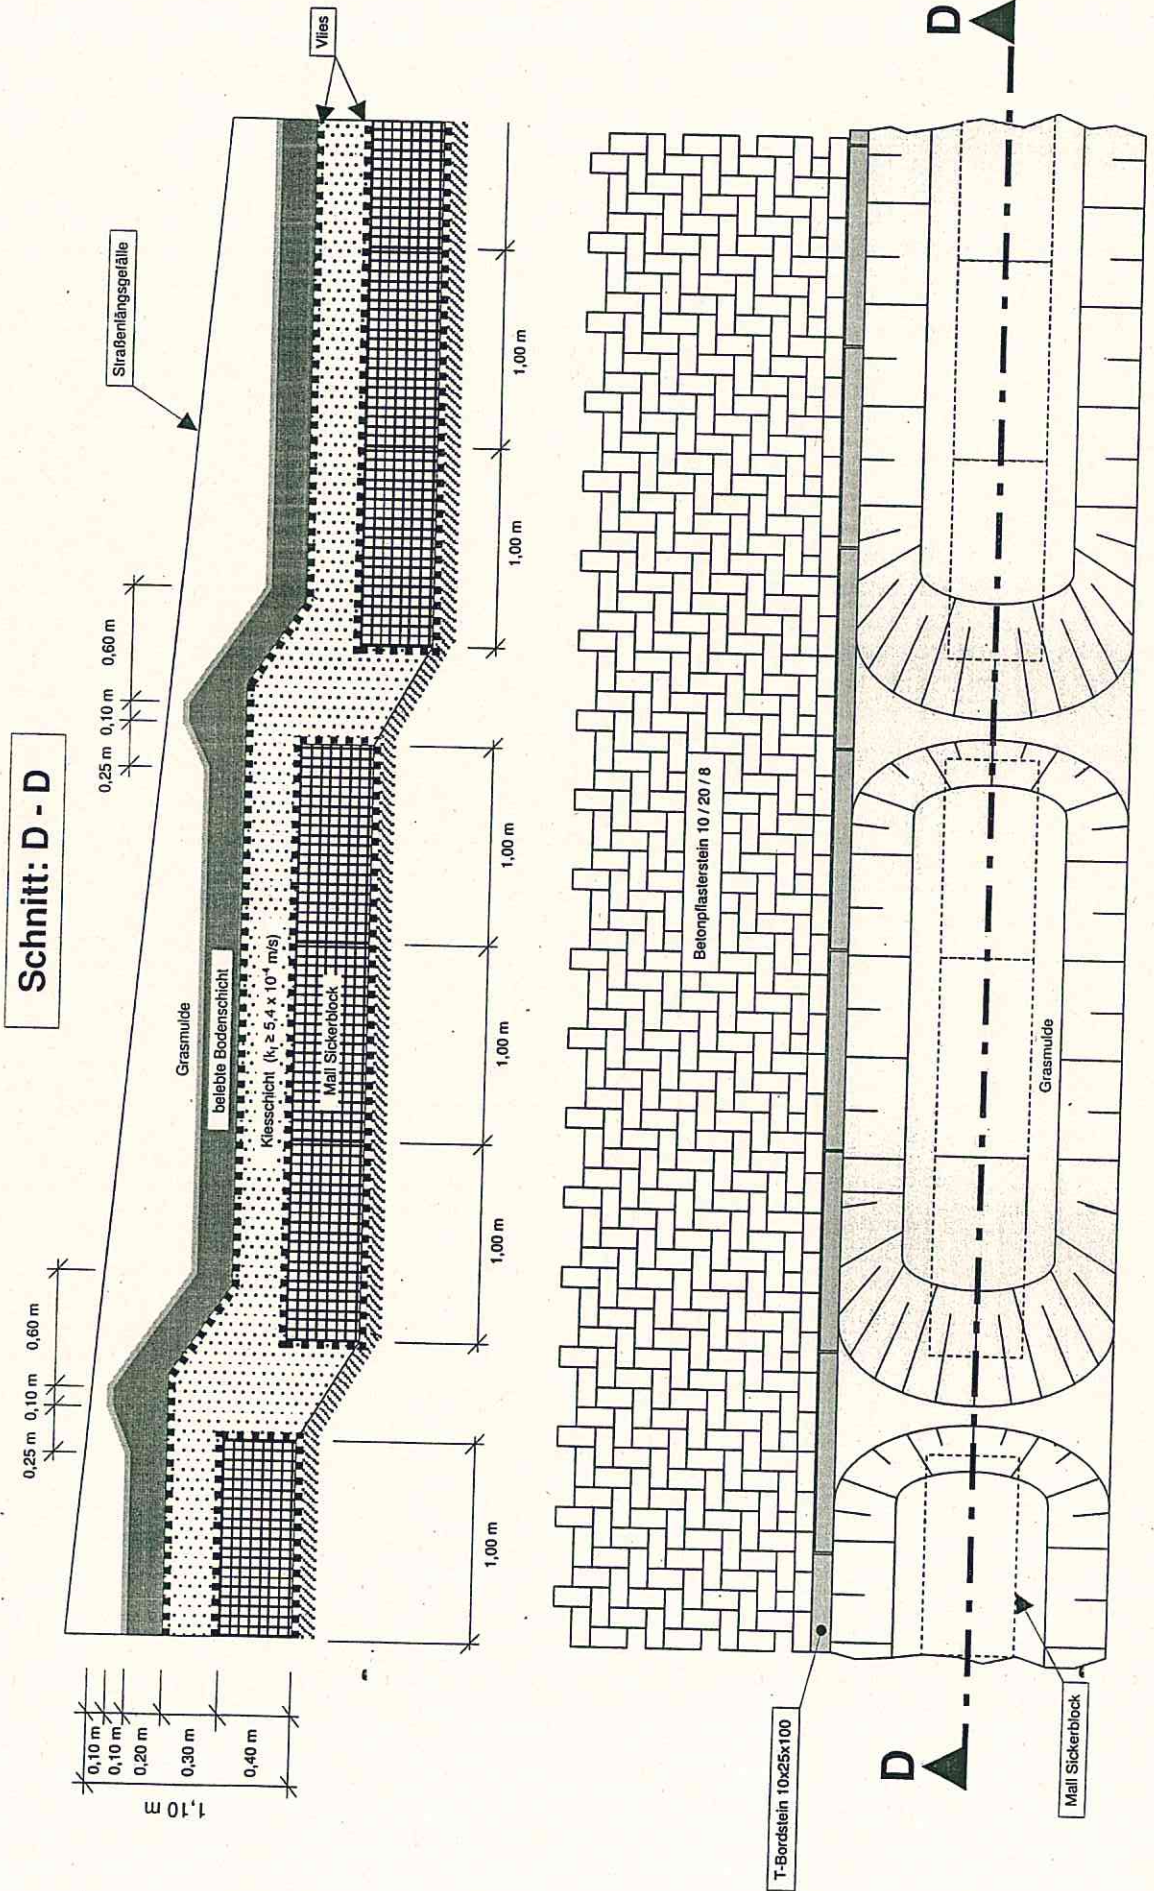 Schnitt: D - D
Straßenlängsgefälle
Vlies
0,25 m 0,10 m 0,60 m
0,25 m 0,10 m 0,60 m
Grasmulde
belebte Bodenschicht
Kiesschicht (kf ≥ 5,4 x 10⁻⁴ m/s)
Mall Sickerblock
0,10 m
0,10 m
0,20 m
0,30 m
0,40 m
1,10 m
1,00 m
1,00 m
1,00 m
1,00 m
1,00 m
1,00 m
Betonpflasterstein 10 / 20 / 8
T-Bordstein 10x25x100
Grasmulde
Mall Sickerblock
D
D